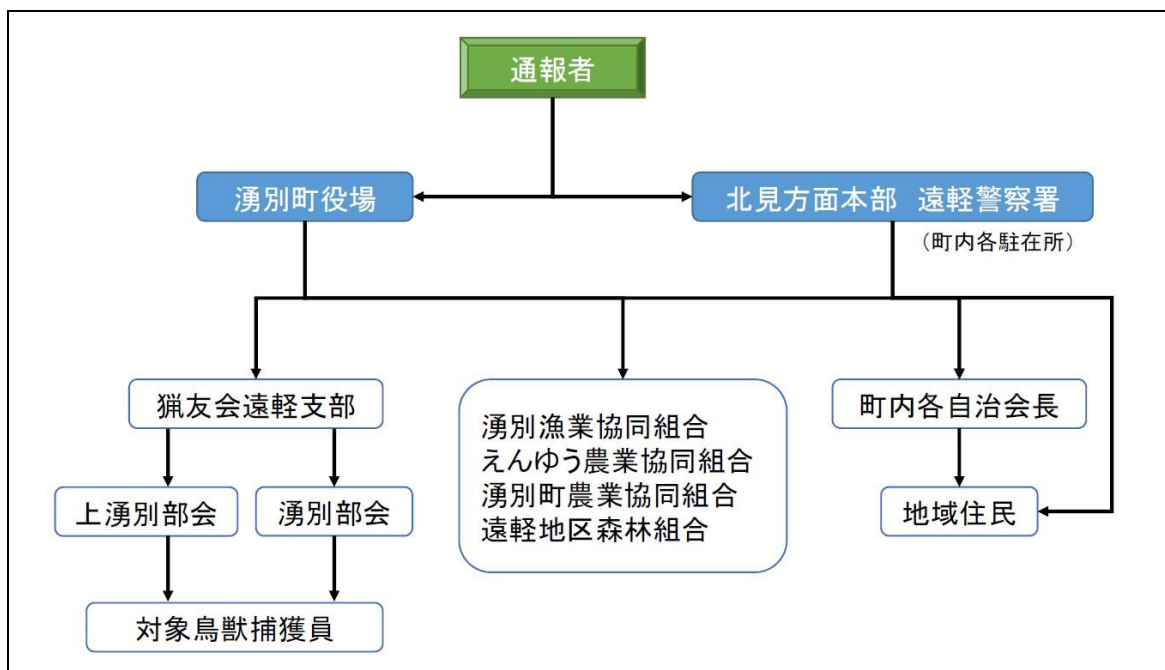 通報者
湧別町役場
北見方面本部　遠軽警察署
（町内各駐在所）
猟友会遠軽支部
湧別漁業協同組合
えんゆう農業協同組合
湧別町農業協同組合
遠軽地区森林組合
町内各自治会長
上湧別部会
湧別部会
地域住民
対象鳥獣捕獲員